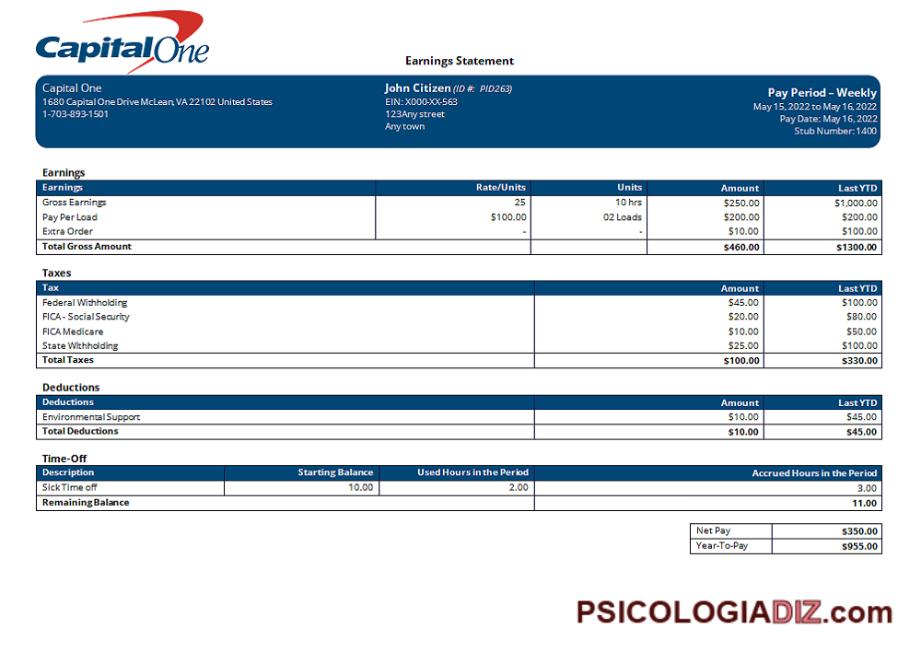 CapitalOne
Earnings Statement
Capital One
1680 Capital One Drive McLean, VA 22102 United States
1-703-893-1501
John Citizen (ID #: PID263)
EIN: X000-XX-563
123Any street
Any town
Pay Period – Weekly
May 15, 2022 to May 16, 2022
Pay Date: May 16, 2022
Stub Number: 1400
Earnings
Earnings Rate/Units Units Amount Last YTD
Gross Earnings 25 10 hrs $250.00 $1,000.00
Pay Per Load $100.00 02 Loads $200.00 $200.00
Extra Order - - $10.00 $100.00
Total Gross Amount $460.00 $1300.00
Taxes
Tax Amount Last YTD
Federal Withholding $45.00 $100.00
FICA - Social Security $20.00 $80.00
FICA Medicare $10.00 $50.00
State Withholding $25.00 $100.00
Total Taxes $100.00 $330.00
Deductions
Deductions Amount Last YTD
Environmental Support $10.00 $45.00
Total Deductions $10.00 $45.00
Time-Off
Description Starting Balance Used Hours in the Period Accrued Hours in the Period
Sick Time off 10.00 2.00 3.00
Remaining Balance 11.00
Net Pay $350.00
Year-To-Pay $955.00
PSICOLOGIADIZ.com